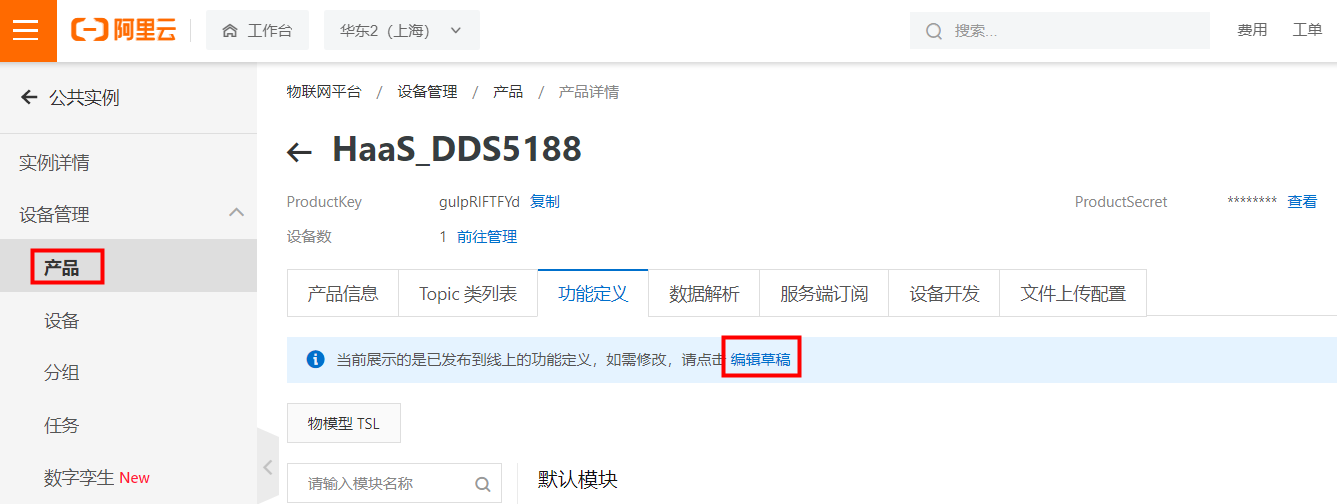 阿里云 工作台 华东2（上海） 搜索... 费用 工单
公共实例
实例详情
设备管理
产品
设备
分组
任务
数字孪生 New
物联网平台 / 设备管理 / 产品 / 产品详情
HaaS_DDS5188
ProductKey gulpRIFTFYd 复制 ProductSecret ******** 查看
设备数 1 前往管理
产品信息 Topic 类列表 功能定义 数据解析 服务端订阅 设备开发 文件上传配置
当前展示的是已发布到线上的功能定义，如需修改，请点击 编辑草稿
物模型 TSL
请输入模块名称 默认模块